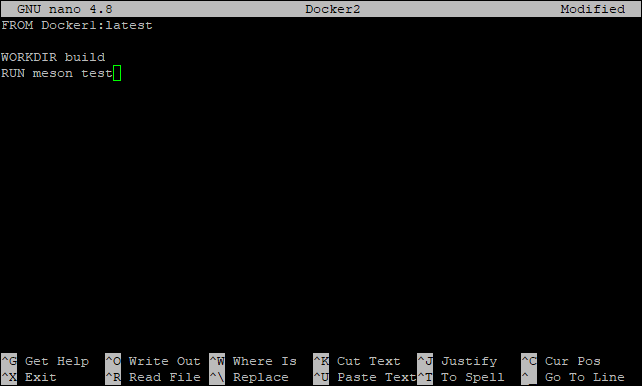 GNU nano 4.8 Docker2 Modified
FROM Docker1:latest
WORKDIR build
RUN meson test
^G Get Help ^O Write Out ^W Where Is ^K Cut Text ^J Justify ^C Cur Pos
^X Exit ^R Read File ^\ Replace ^U Paste Text ^T To Spell ^_ Go To Line